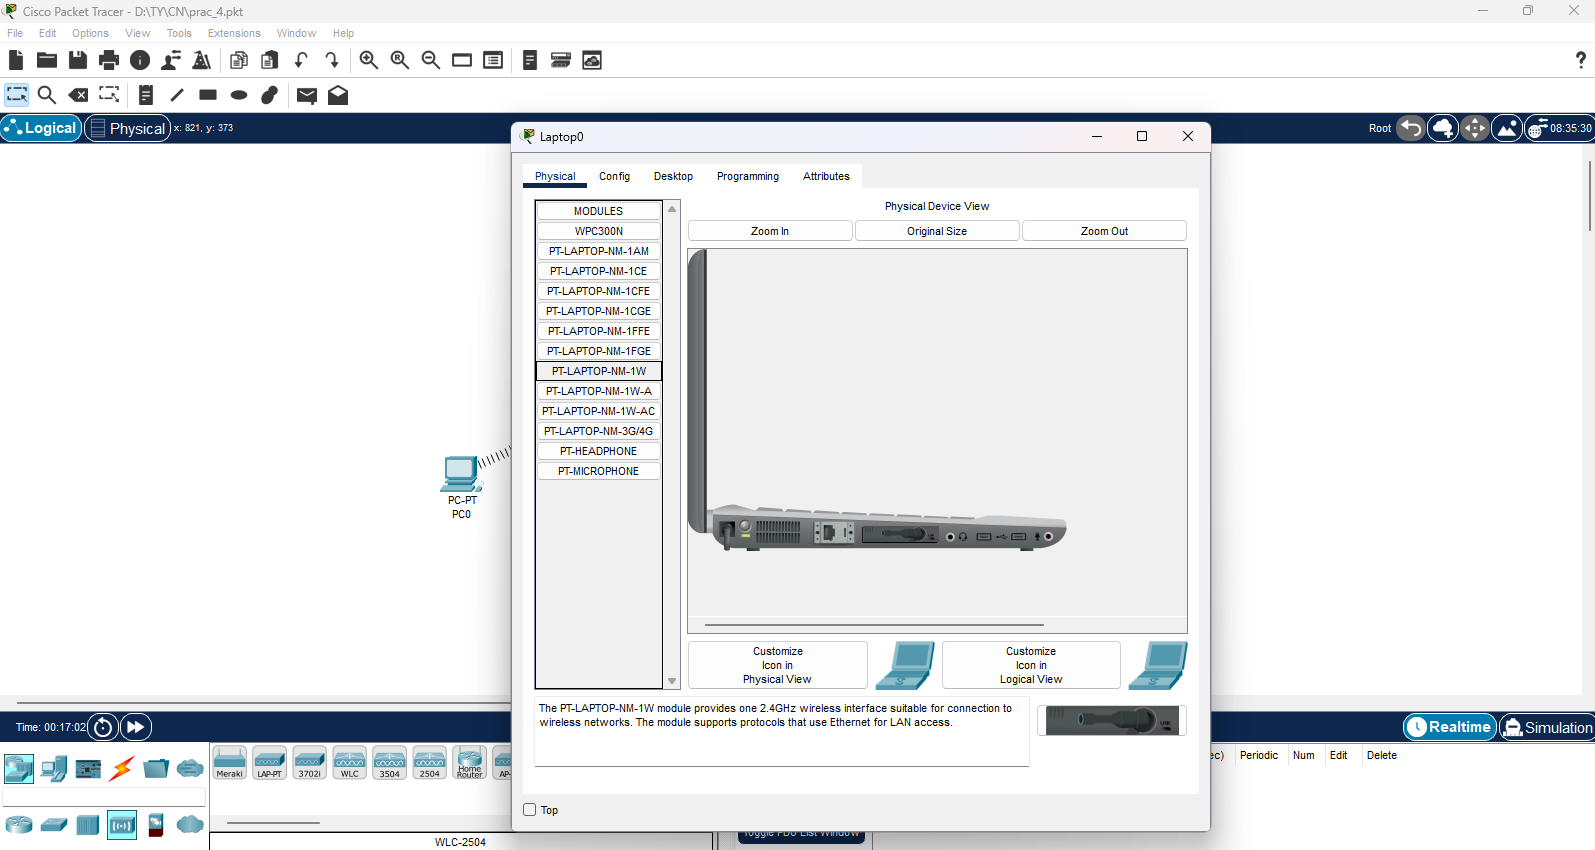 Cisco Packet Tracer - D:\TY\CN\prac_4.pkt
File Edit Options View Tools Extensions Window Help
?
Logical Physical x: 821, y: 373 Root 08:35:30
Laptop0
Physical Config Desktop Programming Attributes
MODULES
WPC300N
PT-LAPTOP-NM-1AM
PT-LAPTOP-NM-1CE
PT-LAPTOP-NM-1CFE
PT-LAPTOP-NM-1CGE
PT-LAPTOP-NM-1FFE
PT-LAPTOP-NM-1FGE
PT-LAPTOP-NM-1W
PT-LAPTOP-NM-1W-A
PT-LAPTOP-NM-1W-AC
PT-LAPTOP-NM-3G/4G
PT-HEADPHONE
PT-MICROPHONE
Physical Device View
Zoom In Original Size Zoom Out
PC-PT
PC0
Customize
Icon in
Physical View
Customize
Icon in
Logical View
The PT-LAPTOP-NM-1W module provides one 2.4GHz wireless interface suitable for connection to
wireless networks. The module supports protocols that use Ethernet for LAN access.
Top
Time: 00:17:02 Realtime Simulation
Meraki LAP-PT 3702i WLC 3504 2504 Home Router AP-
ec) Periodic Num Edit Delete
WLC-2504
Toggle PDU List Window